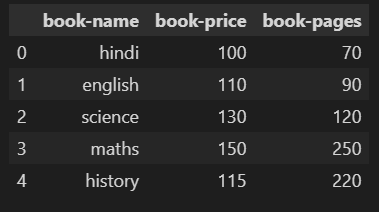 book-name book-price book-pages
0 hindi 100 70
1 english 110 90
2 science 130 120
3 maths 150 250
4 history 115 220